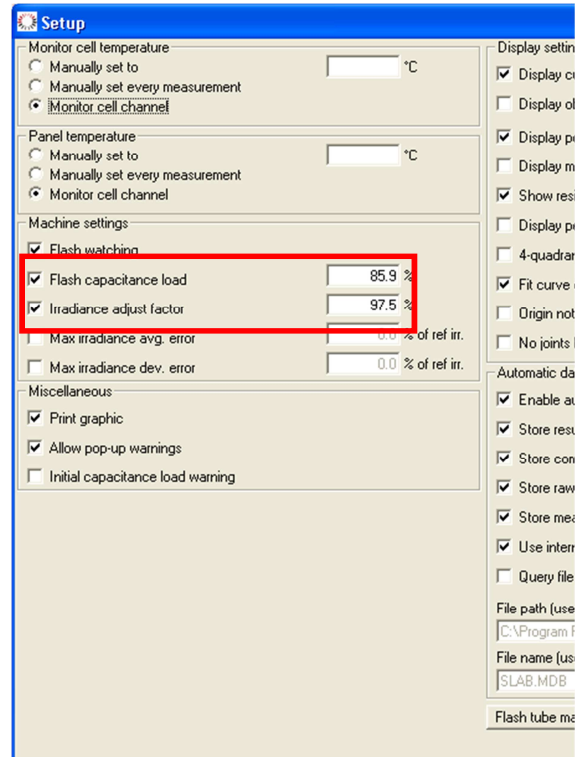 Setup
Monitor cell temperature
Manually set to °C
Manually set every measurement
Monitor cell channel
Panel temperature
Manually set to °C
Manually set every measurement
Monitor cell channel
Machine settings
Flash watching
Flash capacitance load 85.9 %
Irradiance adjust factor 97.5 %
Max irradiance avg. error 0.0 % of ref irr.
Max irradiance dev. error 0.0 % of ref irr.
Miscellaneous
Print graphic
Allow pop-up warnings
Initial capacitance load warning
Display settin
Display cu
Display ol
Display p
Display m
Show resi
Display p
4-quadrar
Fit curve
Origin not
No joints
Automatic da
Enable au
Store resu
Store con
Store raw
Store mea
Use intern
Query file
File path (use
C:\Program F
File name (us
SLAB.MDB
Flash tube ma